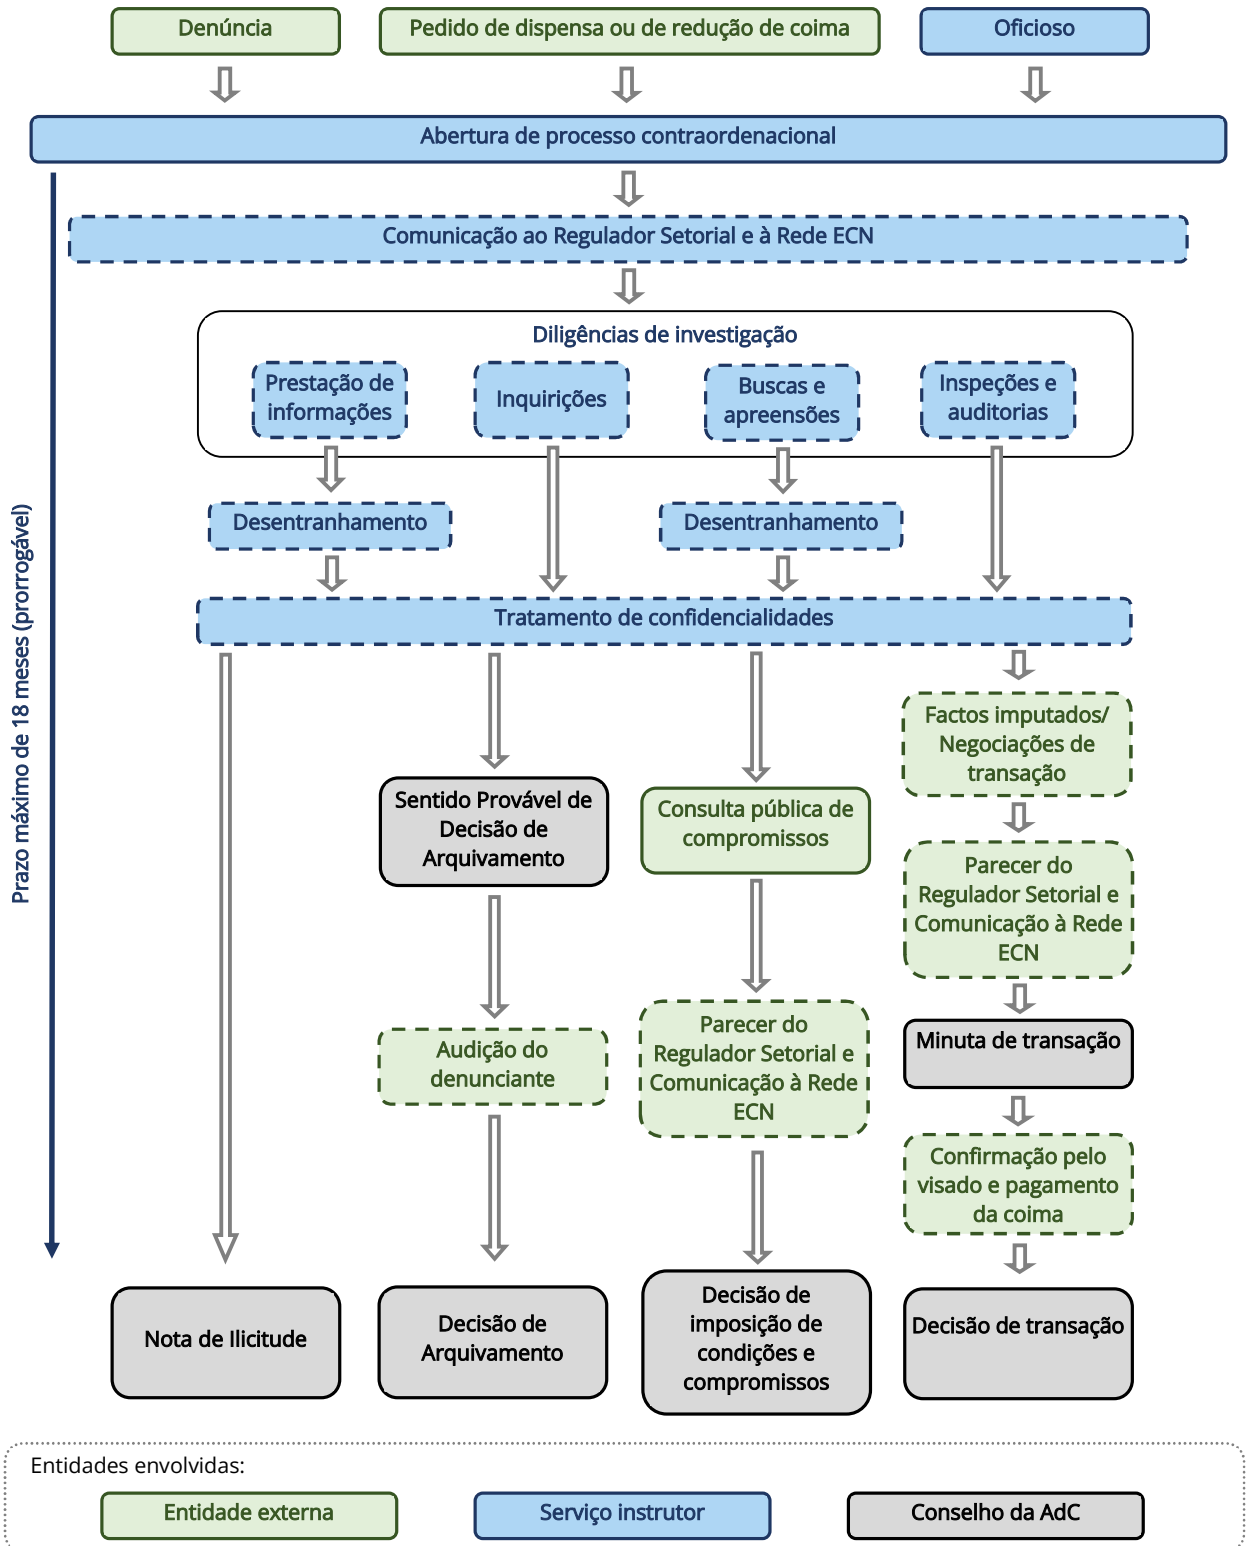 Denúncia
Pedido de dispensa ou de redução de coima
Oficioso
Abertura de processo contraordenacional
Comunicação ao Regulador Setorial e à Rede ECN
Diligências de investigação
Prestação de
informações
Inquirições
Buscas e
apreensões
Inspeções e
auditorias
Desentranhamento
Desentranhamento
Tratamento de confidencialidades
Prazo máximo de 18 meses (prorrogável)
Factos imputados/
Negociações de
transação
Sentido Provável de
Decisão de
Arquivamento
Consulta pública de
compromissos
Parecer do
Regulador Setorial e
Comunicação à Rede
ECN
Audição do
denunciante
Parecer do
Regulador Setorial e
Comunicação à Rede
ECN
Minuta de transação
Confirmação pelo
visado e pagamento
da coima
Nota de Ilicitude
Decisão de
Arquivamento
Decisão de
imposição de
condições e
compromissos
Decisão de transação
Entidades envolvidas:
Entidade externa
Serviço instrutor
Conselho da AdC